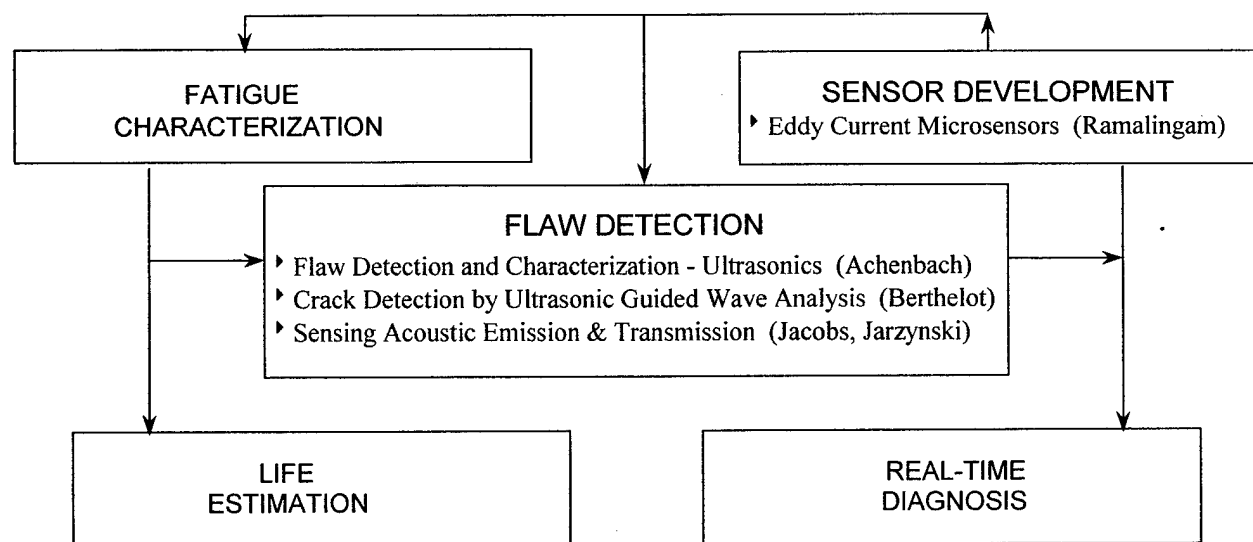 FATIGUE
CHARACTERIZATION
SENSOR DEVELOPMENT
‣ Eddy Current Microsensors (Ramalingam)
FLAW DETECTION
‣ Flaw Detection and Characterization - Ultrasonics (Achenbach)
‣ Crack Detection by Ultrasonic Guided Wave Analysis (Berthelot)
‣ Sensing Acoustic Emission & Transmission (Jacobs, Jarzynski)
LIFE
ESTIMATION
REAL-TIME
DIAGNOSIS